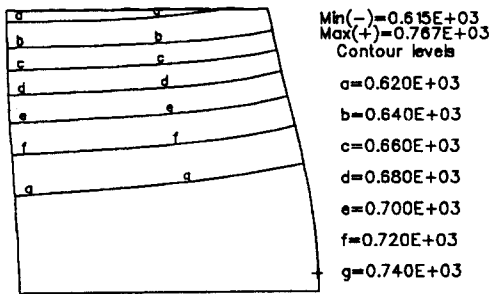 Min(-)=0.615E+03
Max(+)=0.767E+03
Contour levels
a=0.620E+03
b=0.640E+03
c=0.660E+03
d=0.680E+03
e=0.700E+03
f=0.720E+03
g=0.740E+03
a
b b
c c
d d
e e
f f
g g